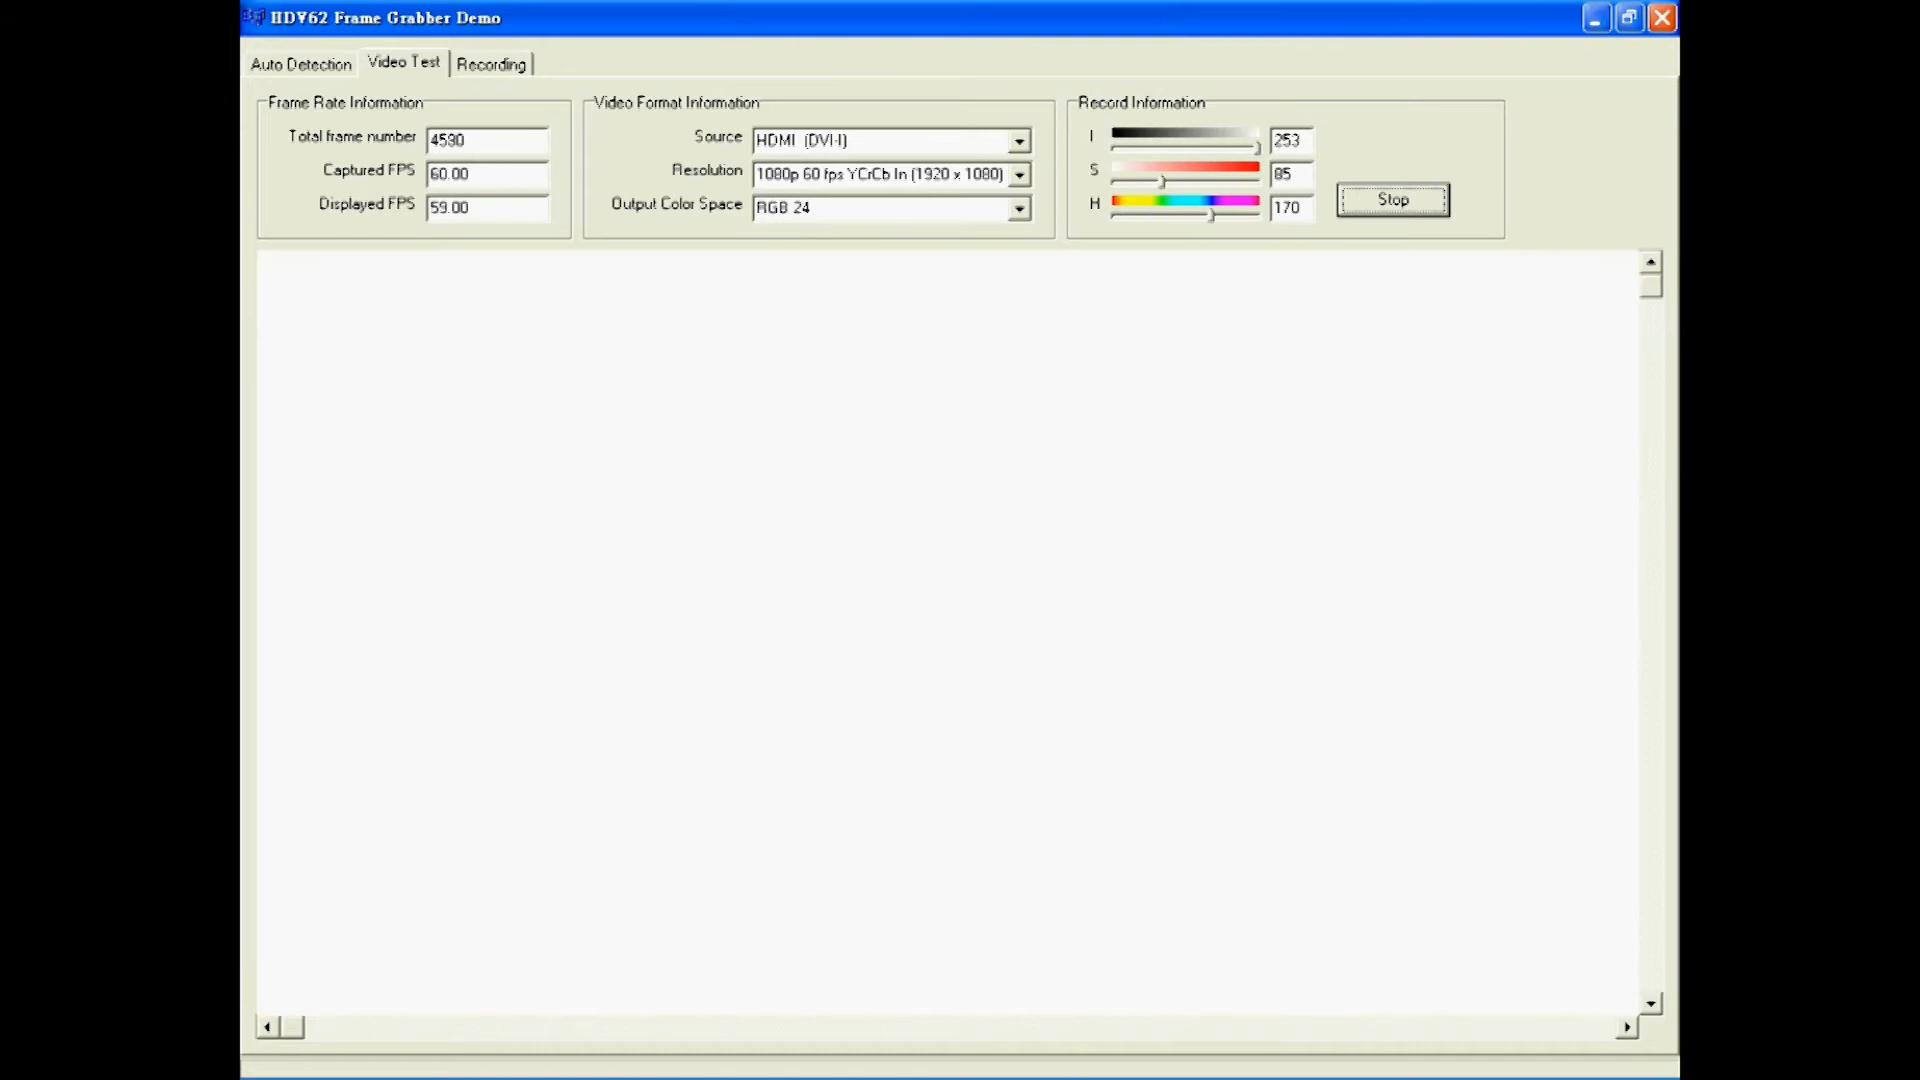 HDV62 Frame Grabber Demo
Auto Detection
Video Test
Recording
Frame Rate Information
Total frame number 4590
Captured FPS 60.00
Displayed FPS 59.00
Video Format Information
Source HDMI (DVI-I)
Resolution 1080p 60 fps YCrCb In (1920 x 1080)
Output Color Space RGB 24
Record Information
I 253
S 85
H 170
Stop